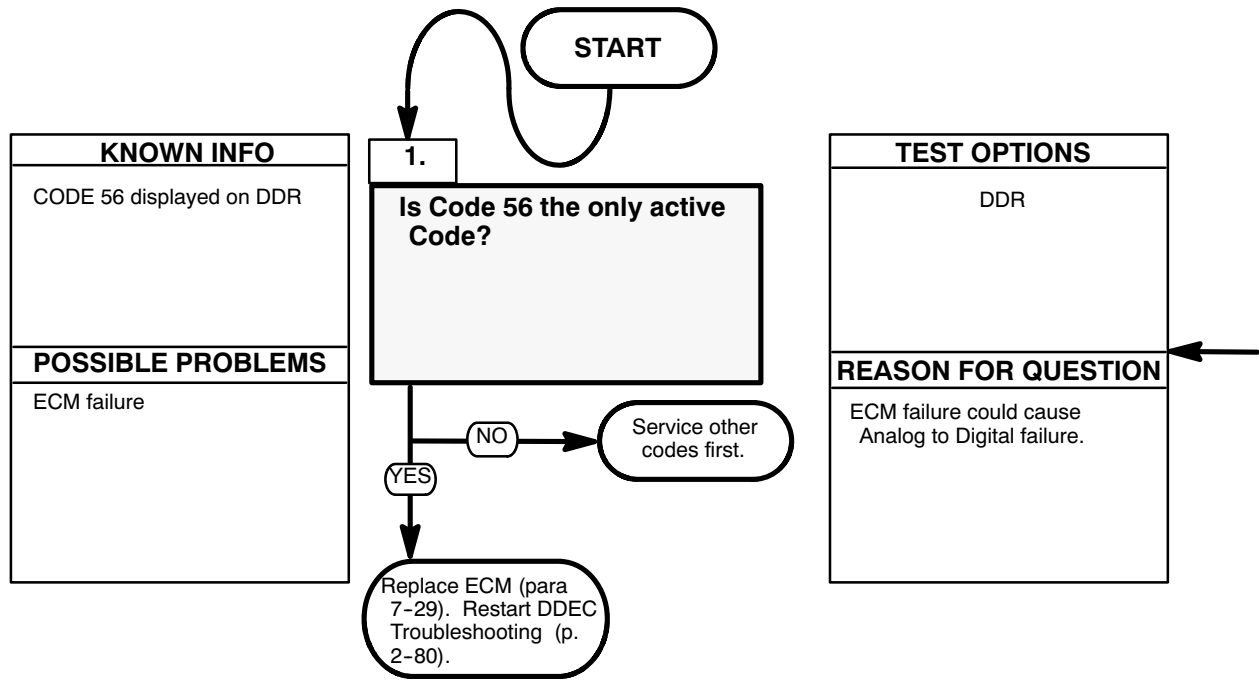 START
KNOWN INFO
CODE 56 displayed on DDR
POSSIBLE PROBLEMS
ECM failure
1.
Is Code 56 the only active
Code?
NO
Service other
codes first.
YES
Replace ECM (para
7-29). Restart DDEC
Troubleshooting (p.
2-80).
TEST OPTIONS
DDR
REASON FOR QUESTION
ECM failure could cause
Analog to Digital failure.